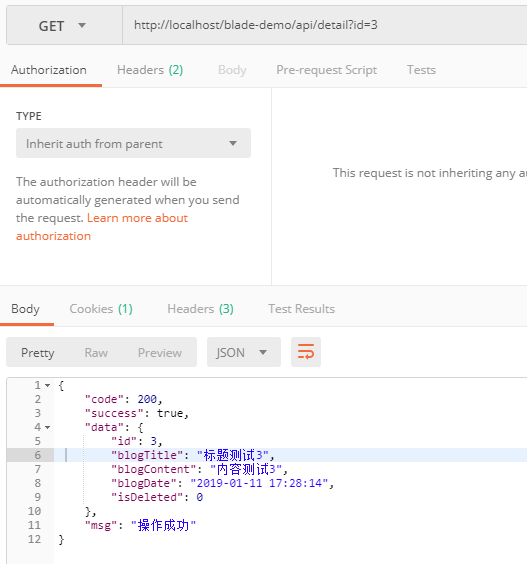 GET http://localhost/blade-demo/api/detail?id=3
Authorization Headers (2) Body Pre-request Script Tests
TYPE
Inherit auth from parent
This request is not inheriting any
The authorization header will be
automatically generated when you send
the request. Learn more about
authorization
Body Cookies (1) Headers (3) Test Results
Pretty Raw Preview JSON
1 {
2 "code": 200,
3 "success": true,
4 "data": {
5 "id": 3,
6 "blogTitle": "标题测试3",
7 "blogContent": "内容测试3",
8 "blogDate": "2019-01-11 17:28:14",
9 "isDeleted": 0
10 },
11 "msg": "操作成功"
12 }